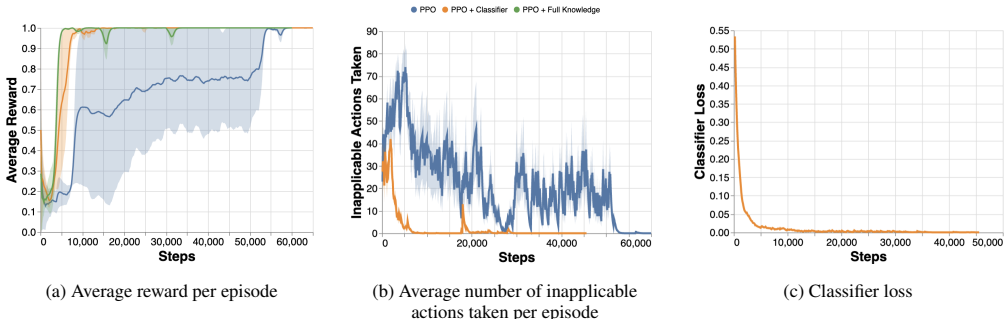 PPO PPO + Classifier PPO + Full Knowledge
1.0
0.9
0.8
0.7
0.6
0.5
0.4
0.3
0.2
0.1
0.0
Average Reward
0 10,000 20,000 30,000 40,000 50,000 60,000
Steps
(a) Average reward per episode
90
80
70
60
50
40
30
20
10
0
Inapplicable Actions Taken
0 20,000 40,000 60,000
Steps
(b) Average number of inapplicable
actions taken per episode
0.55
0.50
0.45
0.40
0.35
0.30
0.25
0.20
0.15
0.10
0.05
0.00
Classifier Loss
0 10,000 20,000 30,000 40,000 50,000
Steps
(c) Classifier loss